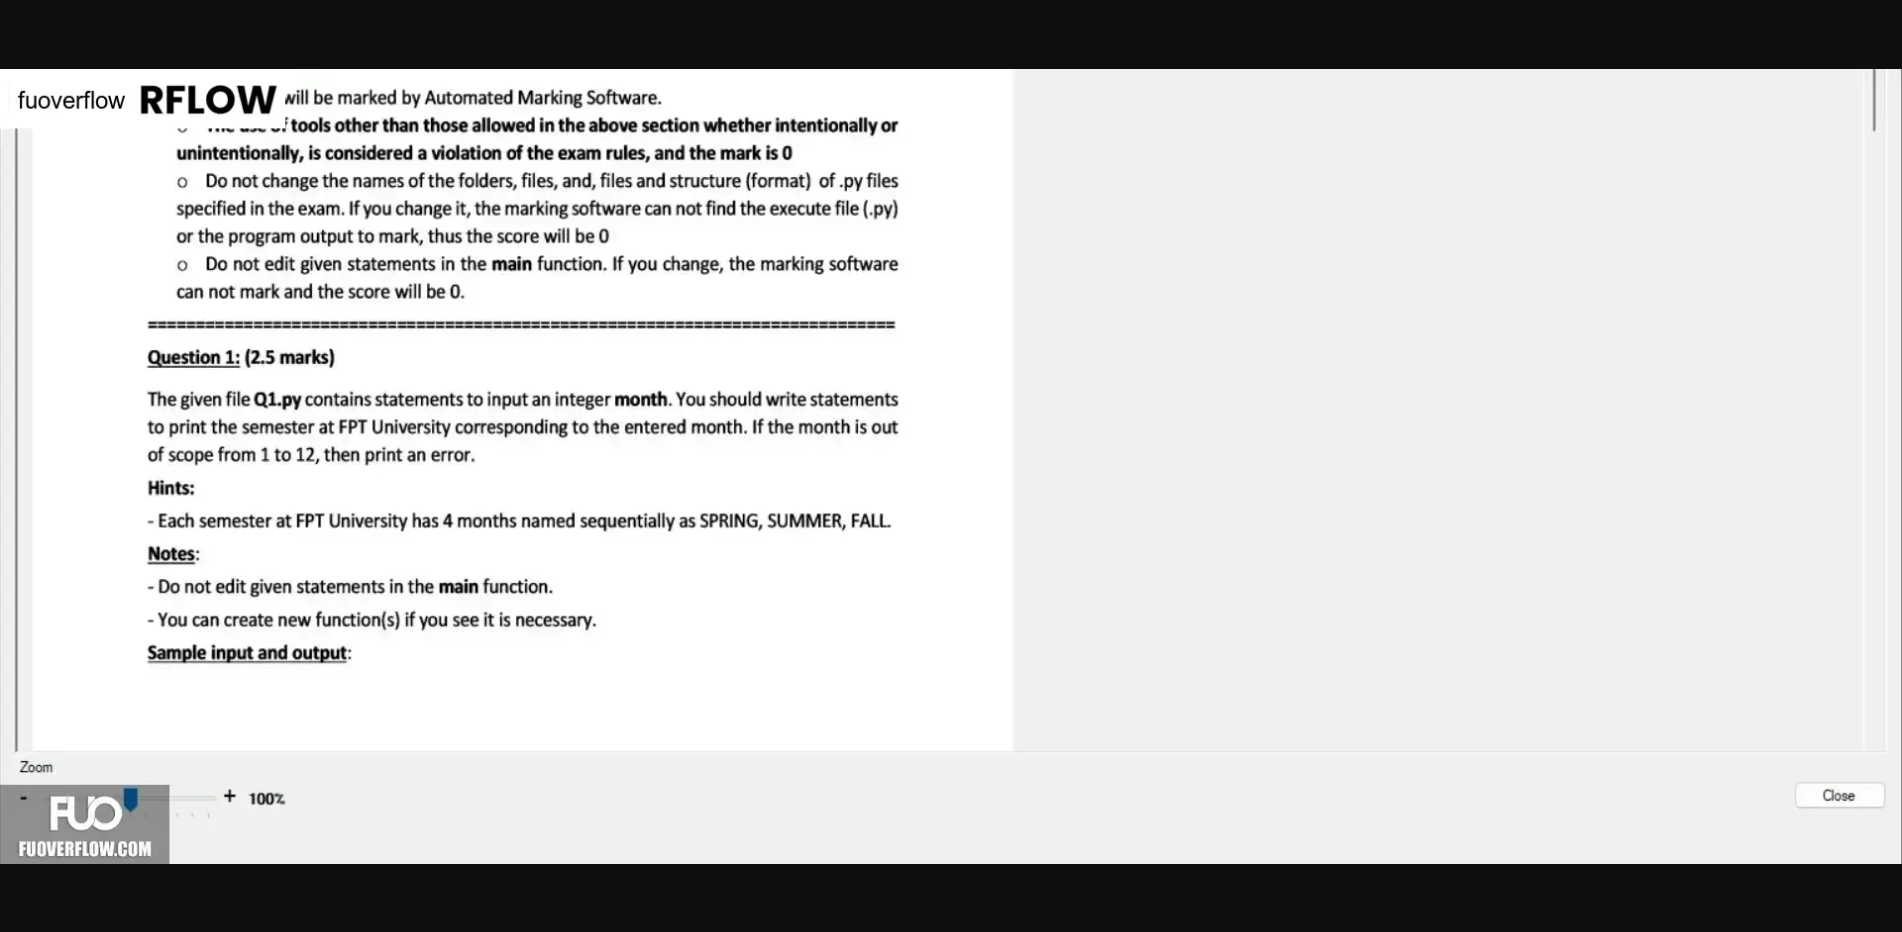 fuoverflow RFLOW will be marked by Automated Marking Software.
o The use of tools other than those allowed in the above section whether intentionally or
unintentionally, is considered a violation of the exam rules, and the mark is 0
o Do not change the names of the folders, files, and, files and structure (format) of .py files
specified in the exam. If you change it, the marking software can not find the execute file (.py)
or the program output to mark, thus the score will be 0
o Do not edit given statements in the main function. If you change, the marking software
can not mark and the score will be 0.
==============================================================================
Question 1: (2.5 marks)
The given file Q1.py contains statements to input an integer month. You should write statements
to print the semester at FPT University corresponding to the entered month. If the month is out
of scope from 1 to 12, then print an error.
Hints:
- Each semester at FPT University has 4 months named sequentially as SPRING, SUMMER, FALL.
Notes:
- Do not edit given statements in the main function.
- You can create new function(s) if you see it is necessary.
Sample input and output:
Zoom
- + 100%
Close
FUO
FUOVERFLOW.COM